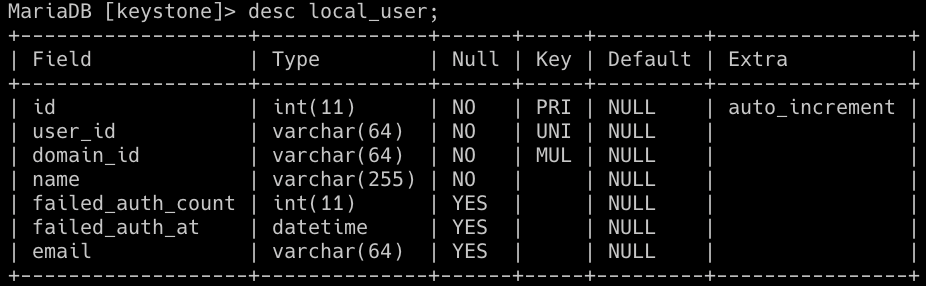 MariaDB [keystone]> desc local_user;
+-------------------+--------------+------+-----+---------+----------------+
| Field             | Type         | Null | Key | Default | Extra          |
+-------------------+--------------+------+-----+---------+----------------+
| id                | int(11)      | NO   | PRI | NULL    | auto_increment |
| user_id           | varchar(64)  | NO   | UNI | NULL    |                |
| domain_id         | varchar(64)  | NO   | MUL | NULL    |                |
| name              | varchar(255) | NO   |     | NULL    |                |
| failed_auth_count | int(11)      | YES  |     | NULL    |                |
| failed_auth_at    | datetime     | YES  |     | NULL    |                |
| email             | varchar(64)  | YES  |     | NULL    |                |
+-------------------+--------------+------+-----+---------+----------------+